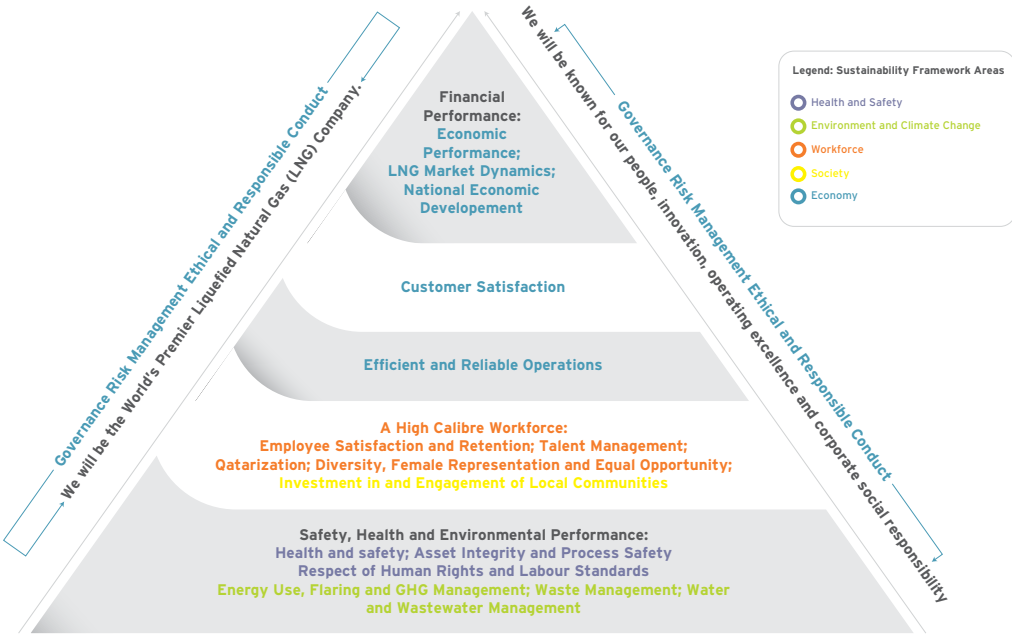 Governance Risk Management Ethical and Responsible Conduct
We will be the World's Premier Liquefied Natural Gas (LNG) Company.
We will be known for our people, innovation, operating excellence and corporate social responsibility
Governance Risk Management Ethical and Responsible Conduct
Legend: Sustainability Framework Areas
Health and Safety
Environment and Climate Change
Workforce
Society
Economy
Financial
Performance:
Economic
Performance;
LNG Market Dynamics;
National Economic
Developement
Customer Satisfaction
Efficient and Reliable Operations
A High Calibre Workforce:
Employee Satisfaction and Retention; Talent Management;
Qatarization; Diversity, Female Representation and Equal Opportunity;
Investment in and Engagement of Local Communities
Safety, Health and Environmental Performance:
Health and safety; Asset Integrity and Process Safety
Respect of Human Rights and Labour Standards
Energy Use, Flaring and GHG Management; Waste Management; Water
and Wastewater Management